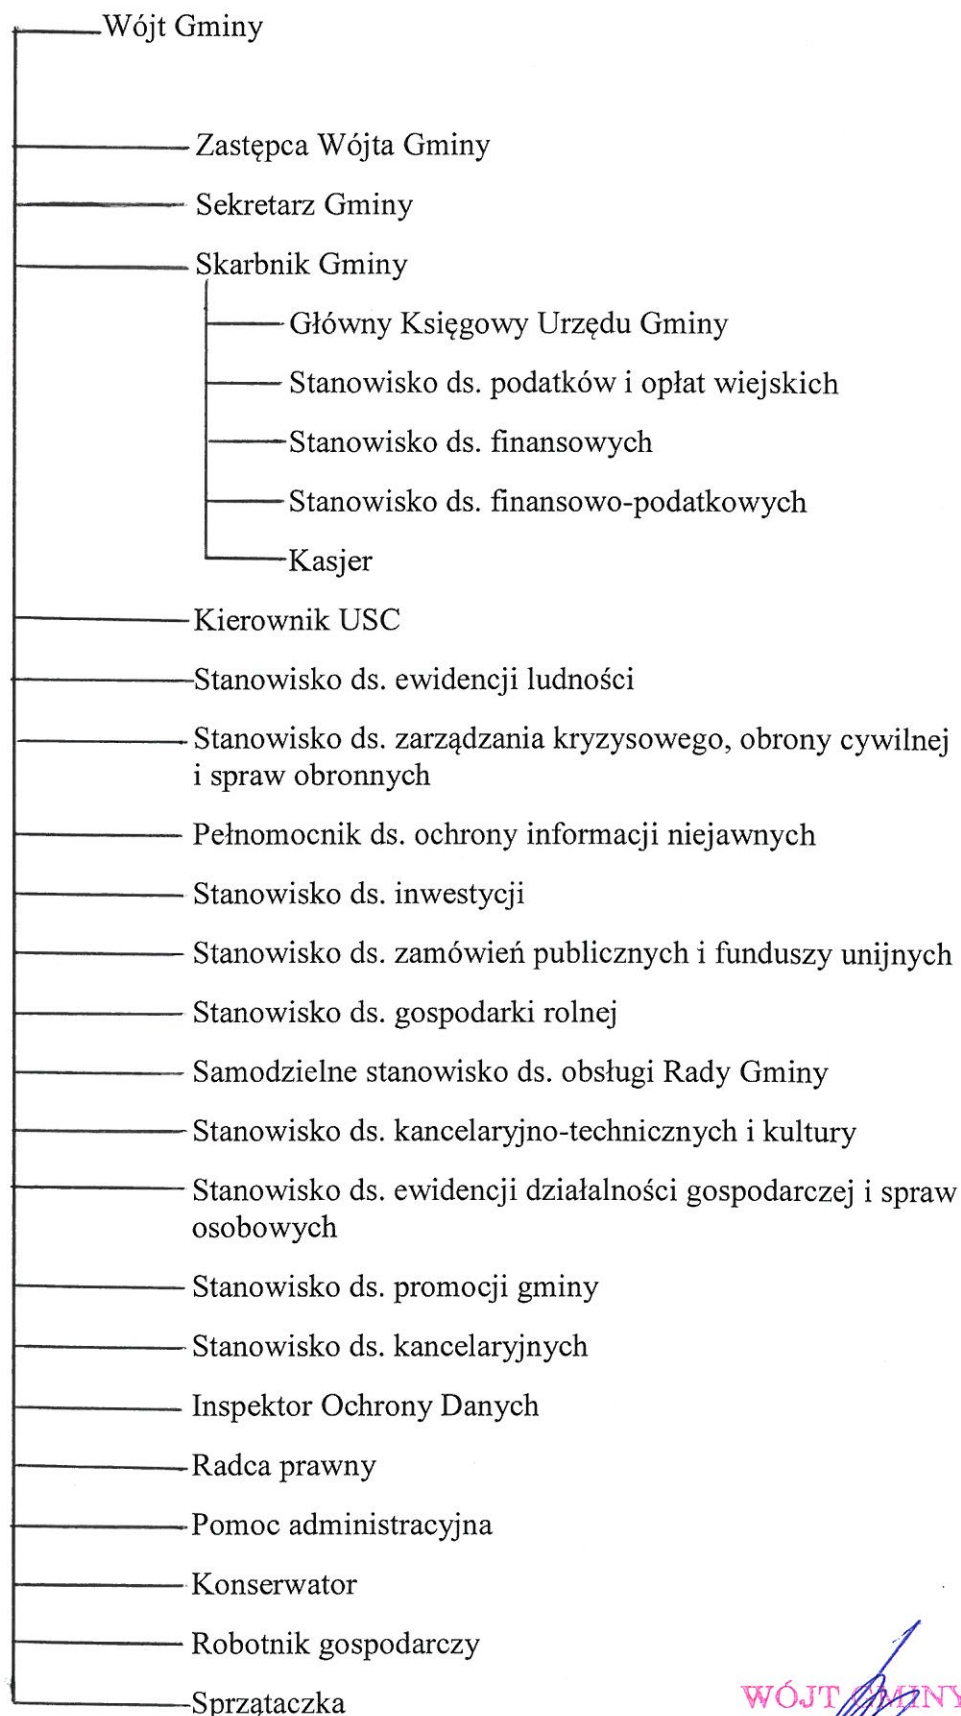 Wójt Gminy
Zastępca Wójta Gminy
Sekretarz Gminy
Skarbnik Gminy
Główny Księgowy Urzędu Gminy
Stanowisko ds. podatków i opłat wiejskich
Stanowisko ds. finansowych
Stanowisko ds. finansowo-podatkowych
Kasjer
Kierownik USC
Stanowisko ds. ewidencji ludności
Stanowisko ds. zarządzania kryzysowego, obrony cywilnej
i spraw obronnych
Pełnomocnik ds. ochrony informacji niejawnych
Stanowisko ds. inwestycji
Stanowisko ds. zamówień publicznych i funduszy unijnych
Stanowisko ds. gospodarki rolnej
Samodzielne stanowisko ds. obsługi Rady Gminy
Stanowisko ds. kancelaryjno-technicznych i kultury
Stanowisko ds. ewidencji działalności gospodarczej i spraw
osobowych
Stanowisko ds. promocji gminy
Stanowisko ds. kancelaryjnych
Inspektor Ochrony Danych
Radca prawny
Pomoc administracyjna
Konserwator
Robotnik gospodarczy
Sprzątaczka
WÓJT GMINY